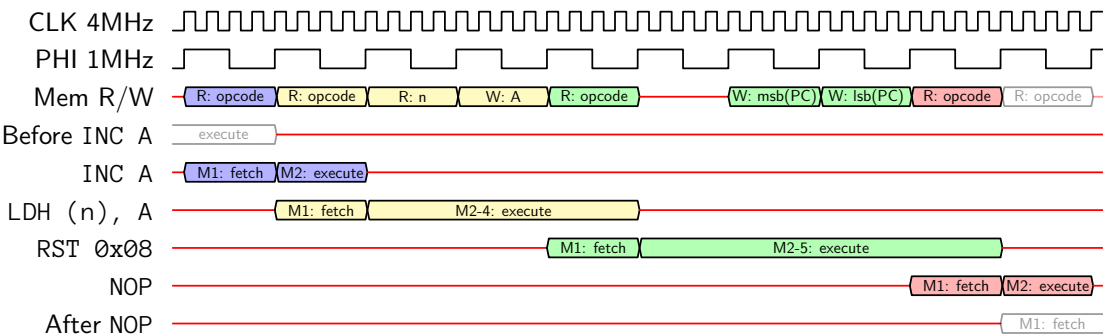 CLK 4MHz
PHI 1MHz
Mem R/W R: opcode R: opcode R: n W: A R: opcode W: msb(PC) W: lsb(PC) R: opcode R: opcode
Before INC A execute
INC A M1: fetch M2: execute
LDH (n), A M1: fetch M2-4: execute
RST 0x08 M1: fetch M2-5: execute
NOP M1: fetch M2: execute
After NOP M1: fetch